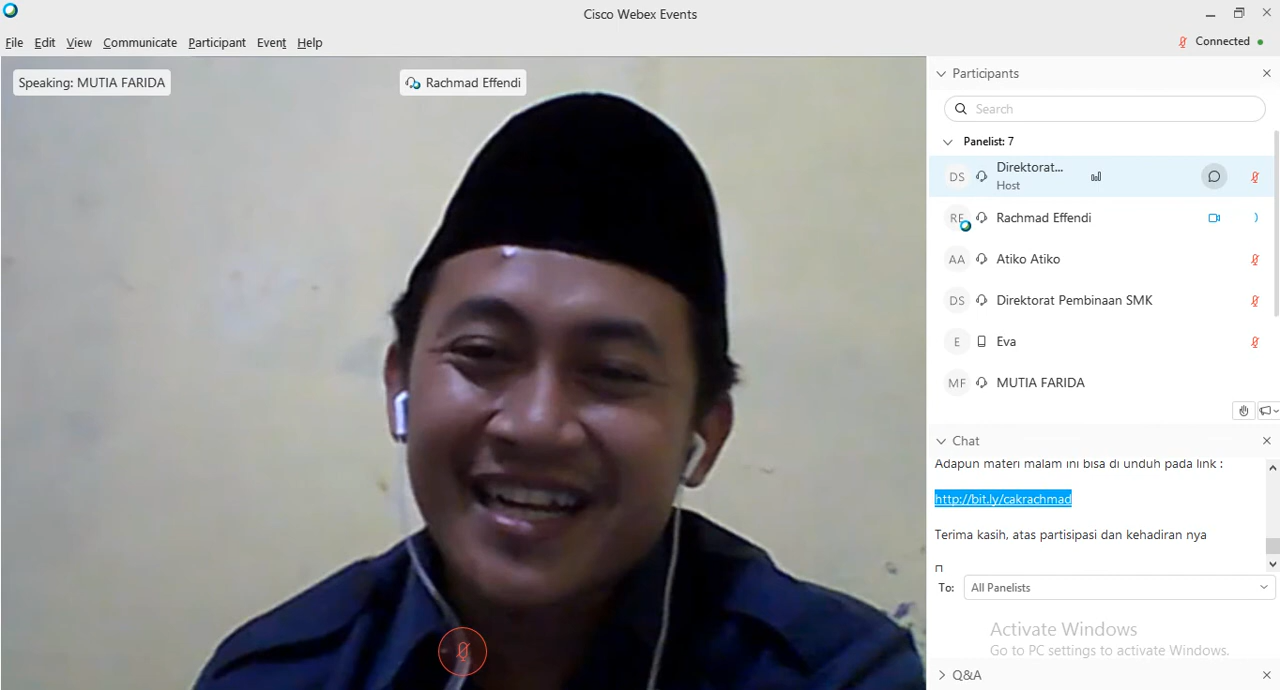 Cisco Webex Events
File Edit View Communicate Participant Event Help
Connected
Speaking: MUTIA FARIDA
Rachmad Effendi
Participants
Search
Panelist: 7
DS Direktorat...
Host
RE Rachmad Effendi
AA Atiko Atiko
DS Direktorat Pembinaan SMK
E Eva
MF MUTIA FARIDA
Chat
Adapun materi malam ini bisa di unduh pada link :
http://bit.ly/cakrachmad
Terima kasih, atas partisipasi dan kehadiran nya
To: All Panelists
Activate Windows
Go to PC settings to activate Windows.
Q&A